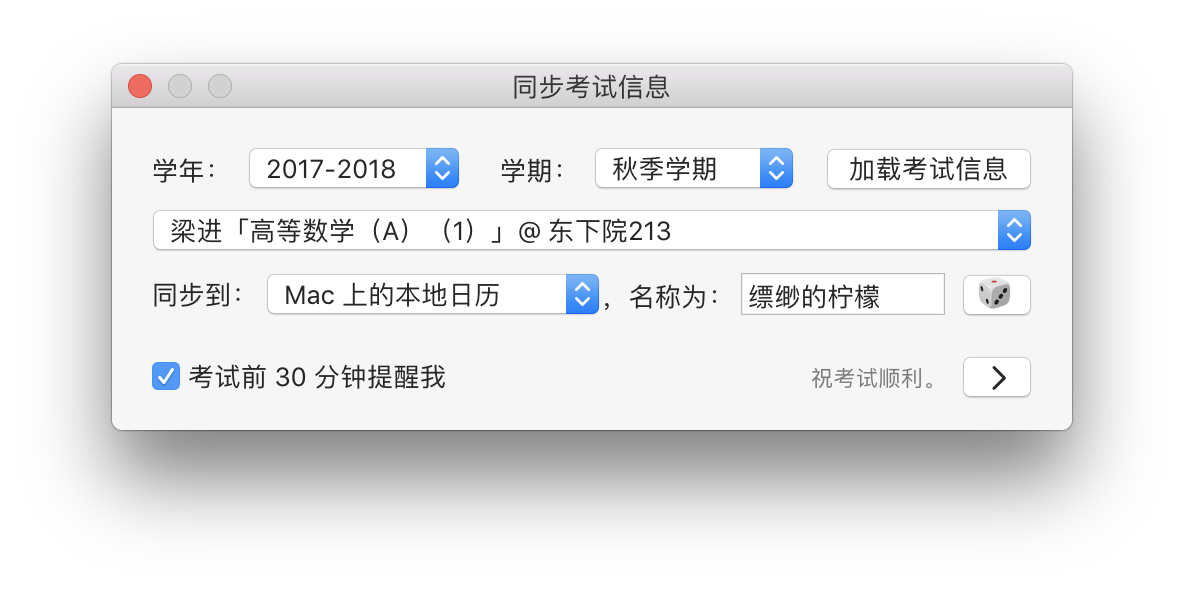 同步考试信息
学年： 2017-2018 学期： 秋季学期 加载考试信息
梁进「高等数学（A）（1）」@ 东下院213
同步到： Mac 上的本地日历 ，名称为： 缥缈的柠檬
考试前 30 分钟提醒我 祝考试顺利。